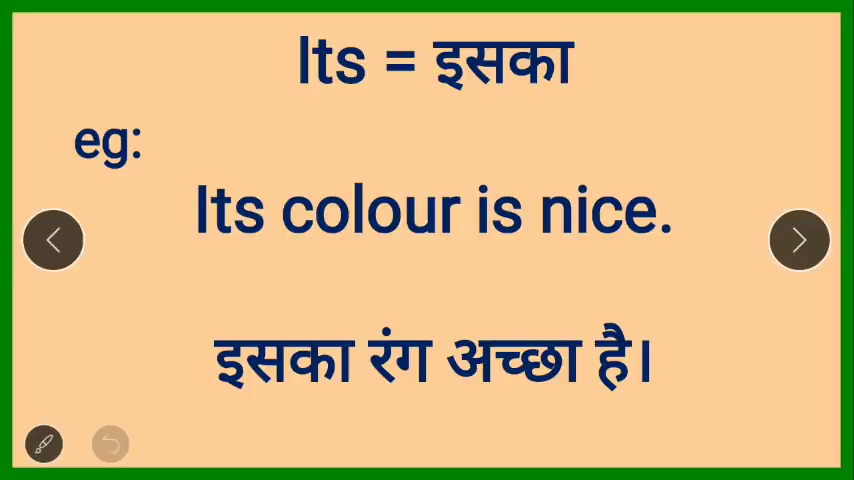 Its = इसका
eg:
Its colour is nice.
इसका रंग अच्छा है।